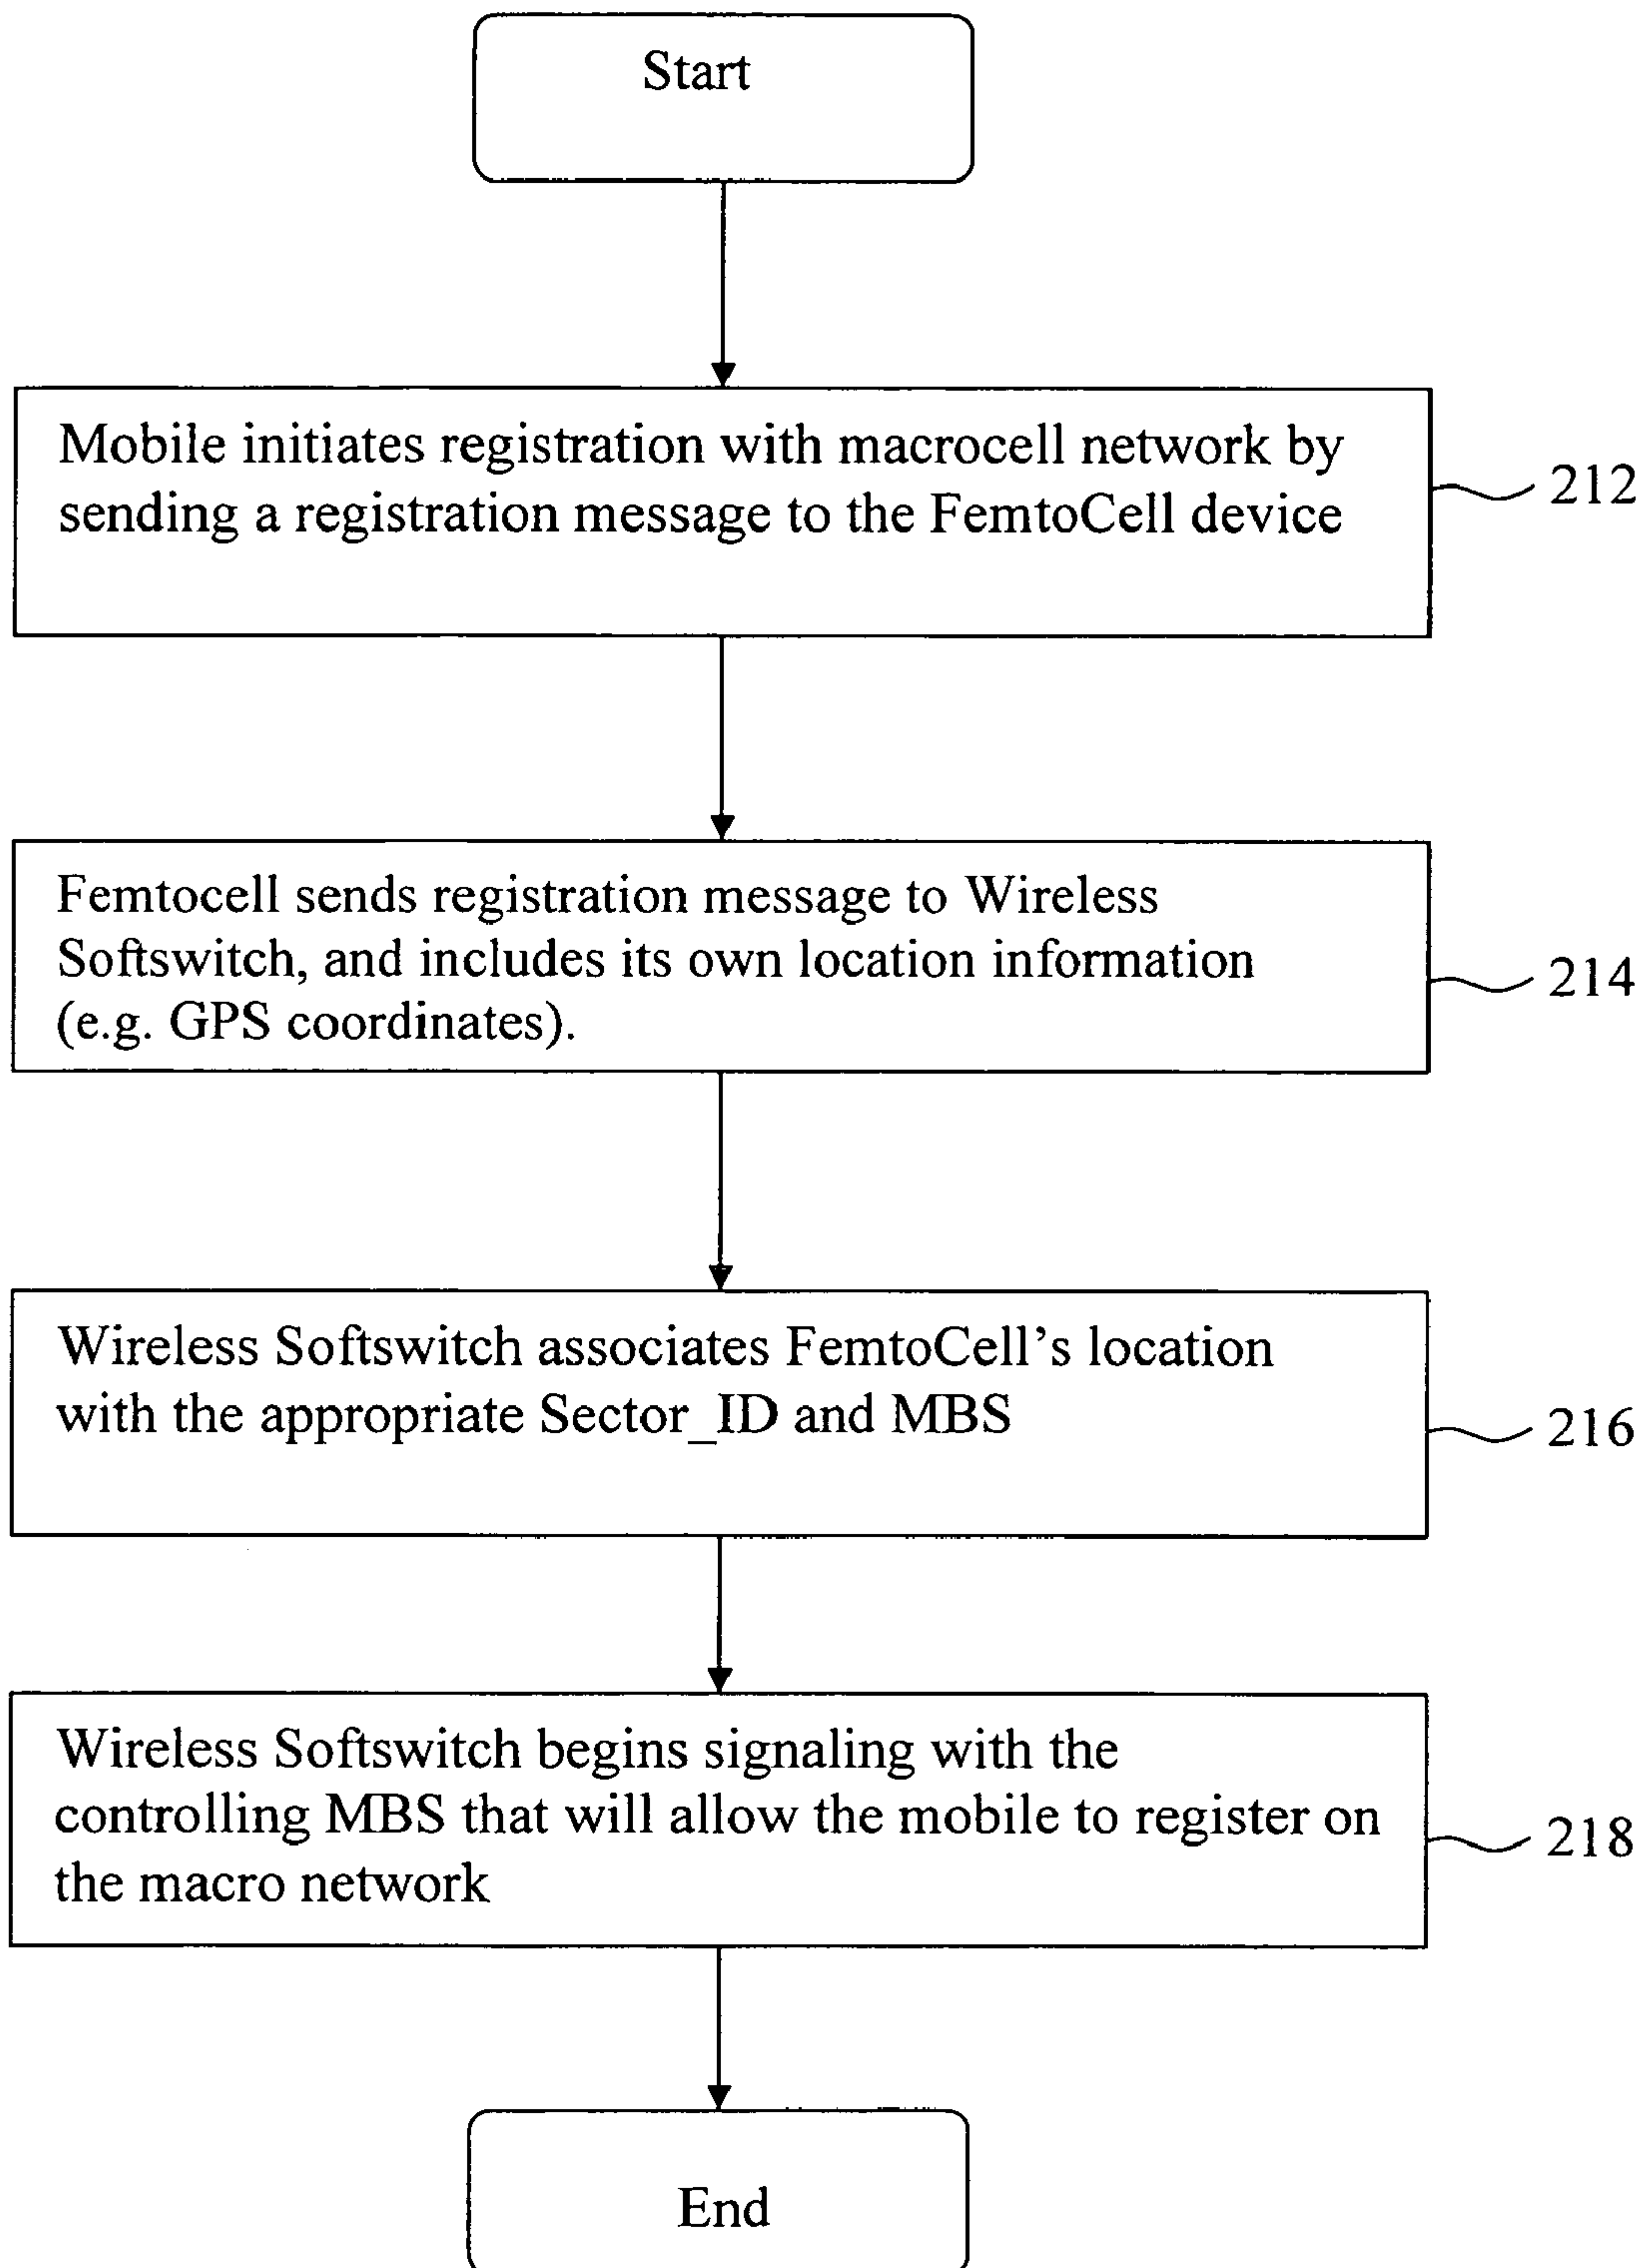 Start
Mobile initiates registration with macrocell network by
sending a registration message to the FemtoCell device
212
Femtocell sends registration message to Wireless
Softswitch, and includes its own location information
(e.g. GPS coordinates).
214
Wireless Softswitch associates FemtoCell's location
with the appropriate Sector_ID and MBS
216
Wireless Softswitch begins signaling with the
controlling MBS that will allow the mobile to register on
the macro network
218
End